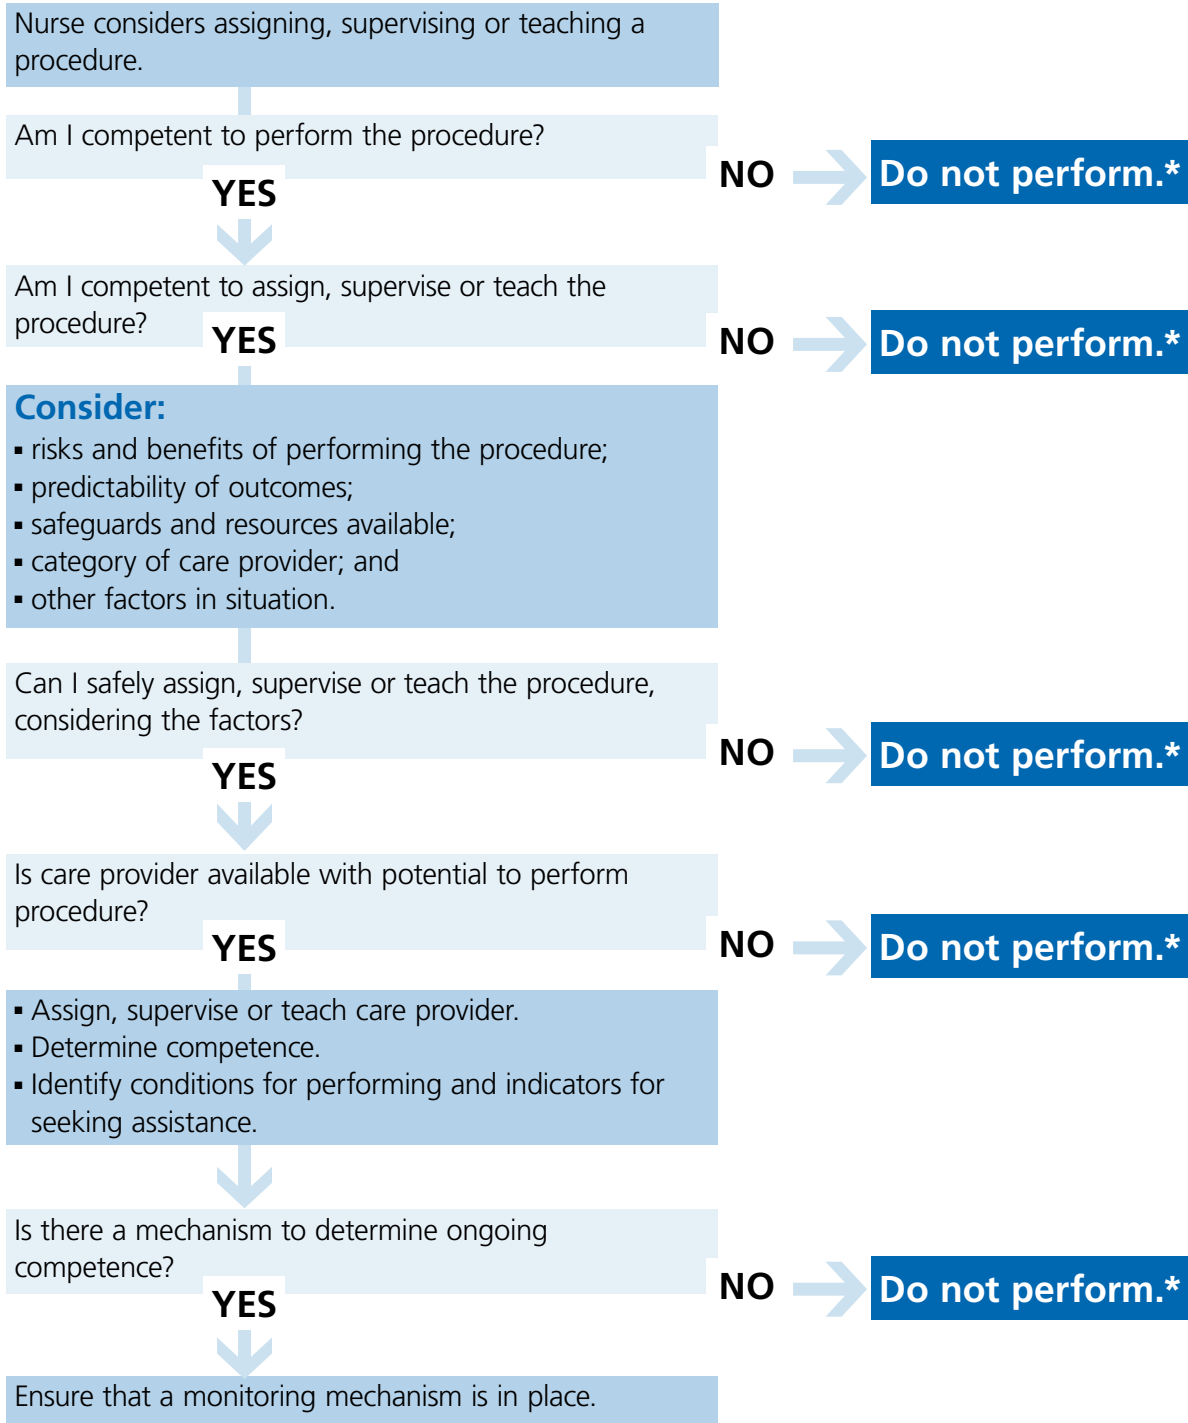 Nurse considers assigning, supervising or teaching a
procedure.
Am I competent to perform the procedure?
YES
NO
Do not perform.*
Am I competent to assign, supervise or teach the
procedure?
YES
NO
Do not perform.*
Consider:
▪ risks and benefits of performing the procedure;
▪ predictability of outcomes;
▪ safeguards and resources available;
▪ category of care provider; and
▪ other factors in situation.
Can I safely assign, supervise or teach the procedure,
considering the factors?
YES
NO
Do not perform.*
Is care provider available with potential to perform
procedure?
YES
NO
Do not perform.*
▪ Assign, supervise or teach care provider.
▪ Determine competence.
▪ Identify conditions for performing and indicators for
seeking assistance.
Is there a mechanism to determine ongoing
competence?
YES
NO
Do not perform.*
Ensure that a monitoring mechanism is in place.